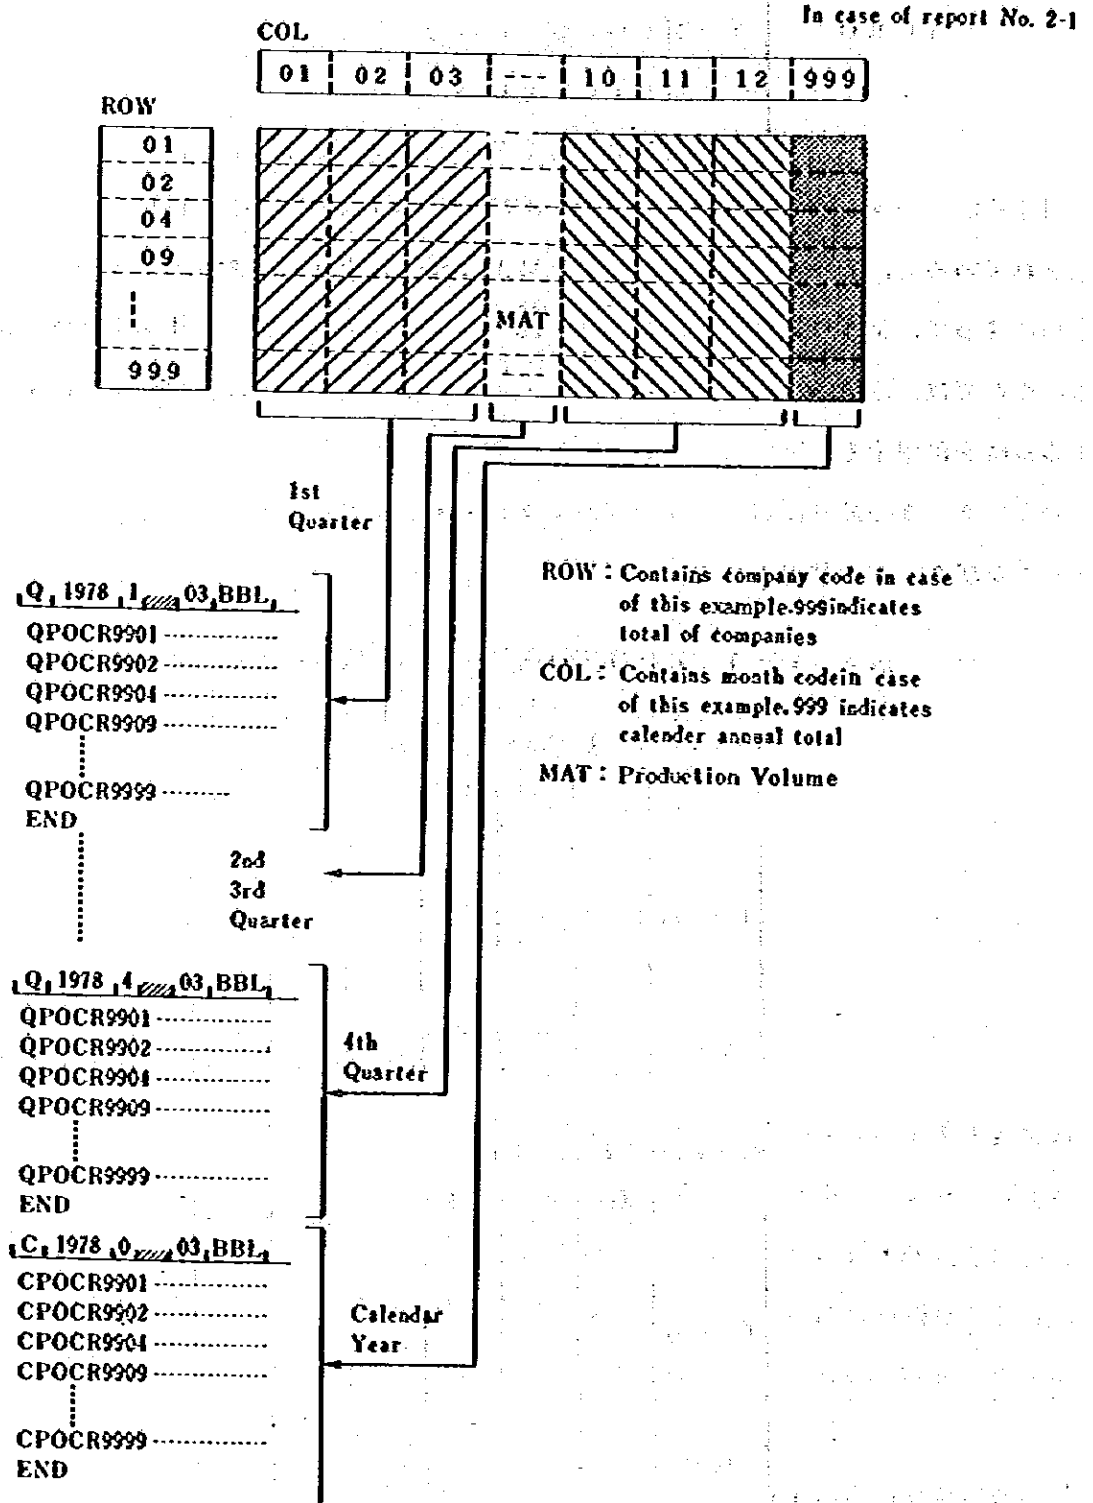 In case of report No. 2-1
COL
01 02 03 --- 10 11 12 999
ROW
01
02
04
09
999
MAT
---
1st
Quarter
ROW : Contains company code in case
of this example.999indicates
total of companies
COL : Contains month codein case
of this example.999 indicates
calender annual total
MAT : Production Volume
Q 1978 1 03 BBL
QPOCR9901 -------------
QPOCR9902 -------------
QPOCR9904 -------------
QPOCR9909 -------------
QPOCR9999 ---------
END
2nd
3rd
Quarter
Q 1978 4 03 BBL
QPOCR9901 -------------
QPOCR9902 -------------
QPOCR9904 -------------
QPOCR9909 -------------
QPOCR9999 -------------
END
4th
Quarter
C 1978 0 03 BBL
CPOCR9901 -------------
CPOCR9902 -------------
CPOCR9904 -------------
CPOCR9909 -------------
CPOCR9999 -------------
END
Calendar
Year